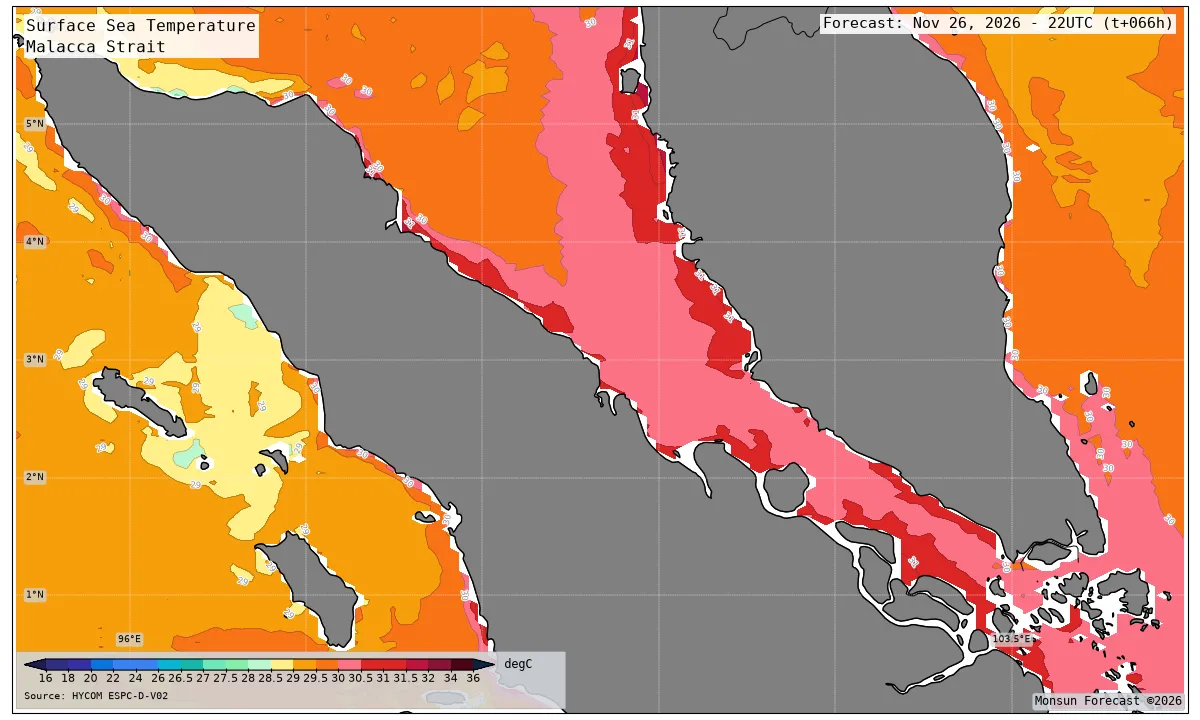 Surface Sea Temperature
Malacca Strait
Forecast: Nov 26, 2026 - 22UTC (t+066h)
5°N
4°N
3°N
2°N
1°N
96°E
103.5°E
degC
16 18 20 22 24 26 26.5 27 27.5 28 28.5 29 29.5 30 30.5 31 31.5 32 34 36
Source: HYCOM ESPC-D-V02
Monsun Forecast ©2026